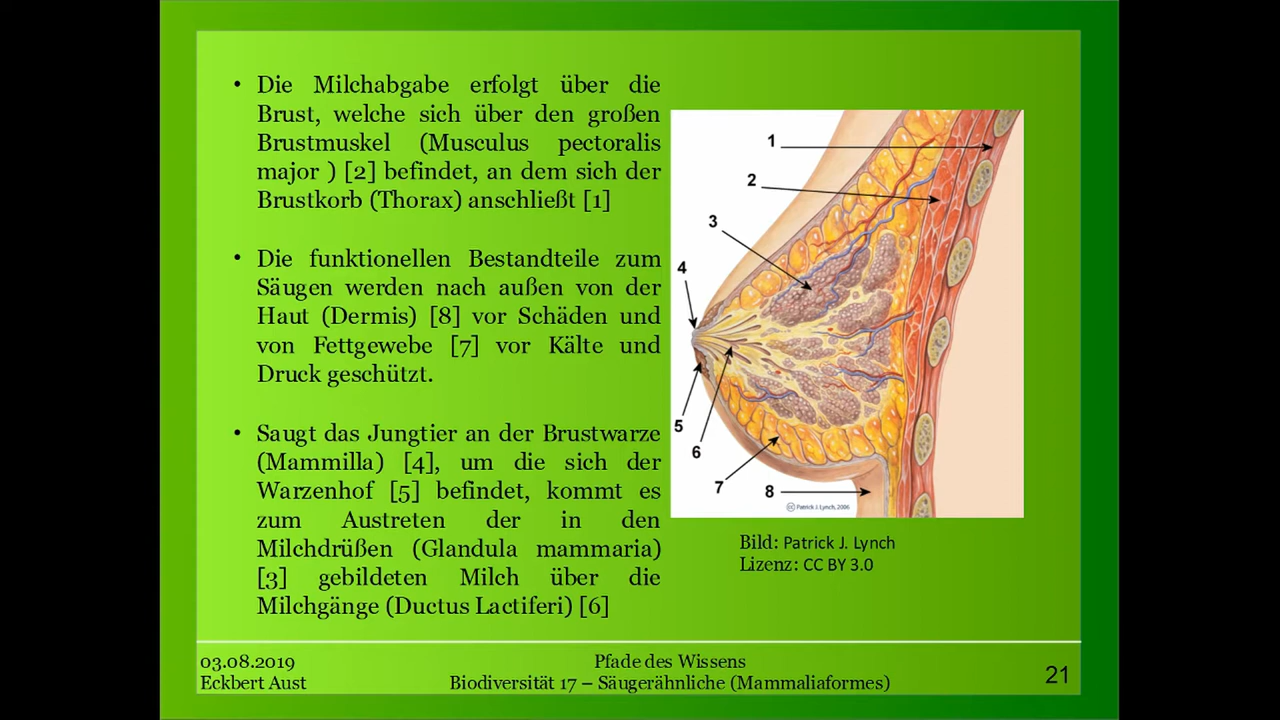 • Die Milchabgabe erfolgt über die
Brust, welche sich über den großen
Brustmuskel (Musculus pectoralis
major ) [2] befindet, an dem sich der
Brustkorb (Thorax) anschließt [1]
• Die funktionellen Bestandteile zum
Säugen werden nach außen von der
Haut (Dermis) [8] vor Schäden und
von Fettgewebe [7] vor Kälte und
Druck geschützt.
• Saugt das Jungtier an der Brustwarze
(Mammilla) [4], um die sich der
Warzenhof [5] befindet, kommt es
zum Austreten der in den
Milchdrüßen (Glandula mammaria)
[3] gebildeten Milch über die
Milchgänge (Ductus Lactiferi) [6]
1
2
3
4
5
6
7
8
cc Patrick J. Lynch, 2006
Bild: Patrick J. Lynch
Lizenz: CC BY 3.0
03.08.2019
Eckbert Aust
Pfade des Wissens
Biodiversität 17 – Säugerähnliche (Mammaliaformes)
21